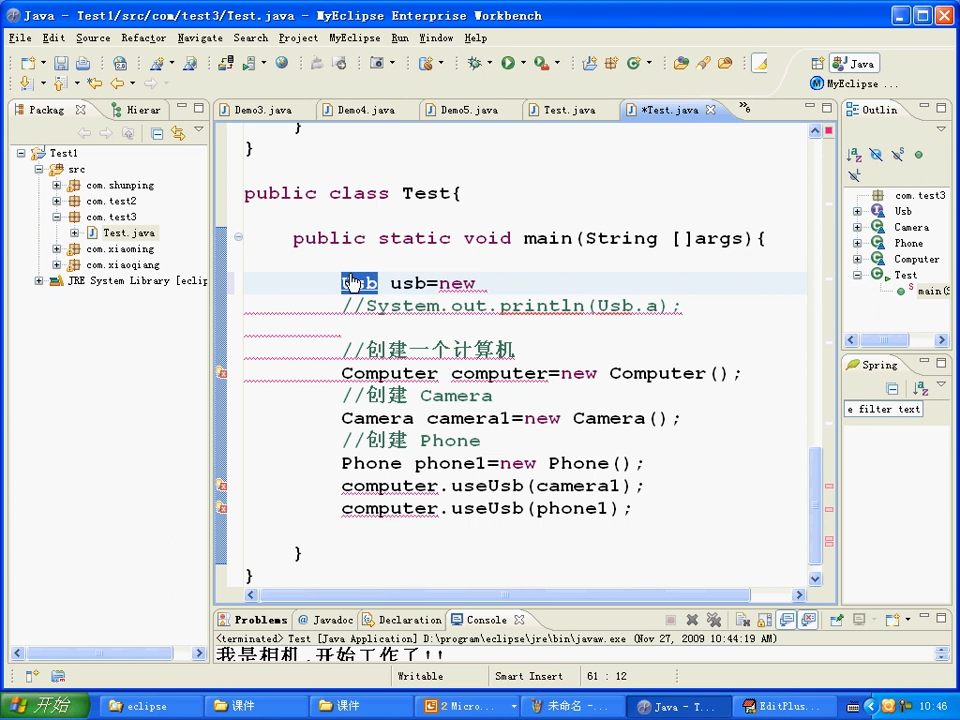 Java - Test1/src/com/test3/Test.java - MyEclipse Enterprise Workbench
File Edit Source Refactor Navigate Search Project MyEclipse Run Window Help
Java
MyEclipse ...
Packag Hierar
Demo3.java Demo4.java Demo5.java Test.java *Test.java 6
Outlin
Test1
src
com.shunping
com.test2
com.test3
Test.java
com.xiaoming
com.xiaoqiang
JRE System Library [eclip
}
}
public class Test{
public static void main(String []args){
Usb usb=new
//System.out.println(Usb.a);
//创建一个计算机
Computer computer=new Computer();
//创建 Camera
Camera camera1=new Camera();
//创建 Phone
Phone phone1=new Phone();
computer.useUsb(camera1);
computer.useUsb(phone1);
}
}
com.test3
Usb
Camera
Phone
Computer
Test
main(S
Spring
e filter text
Problems Javadoc Declaration Console
<terminated> Test [Java Application] D:\program\eclipse\jre\bin\javaw.exe (Nov 27, 2009 10:44:19 AM)
我是相机,开始工作了!!
Writable Smart Insert 61 : 12
开始 eclipse 课件 课件 2 Micro... 未命名 -... Java - T... EditPlus... 10:46